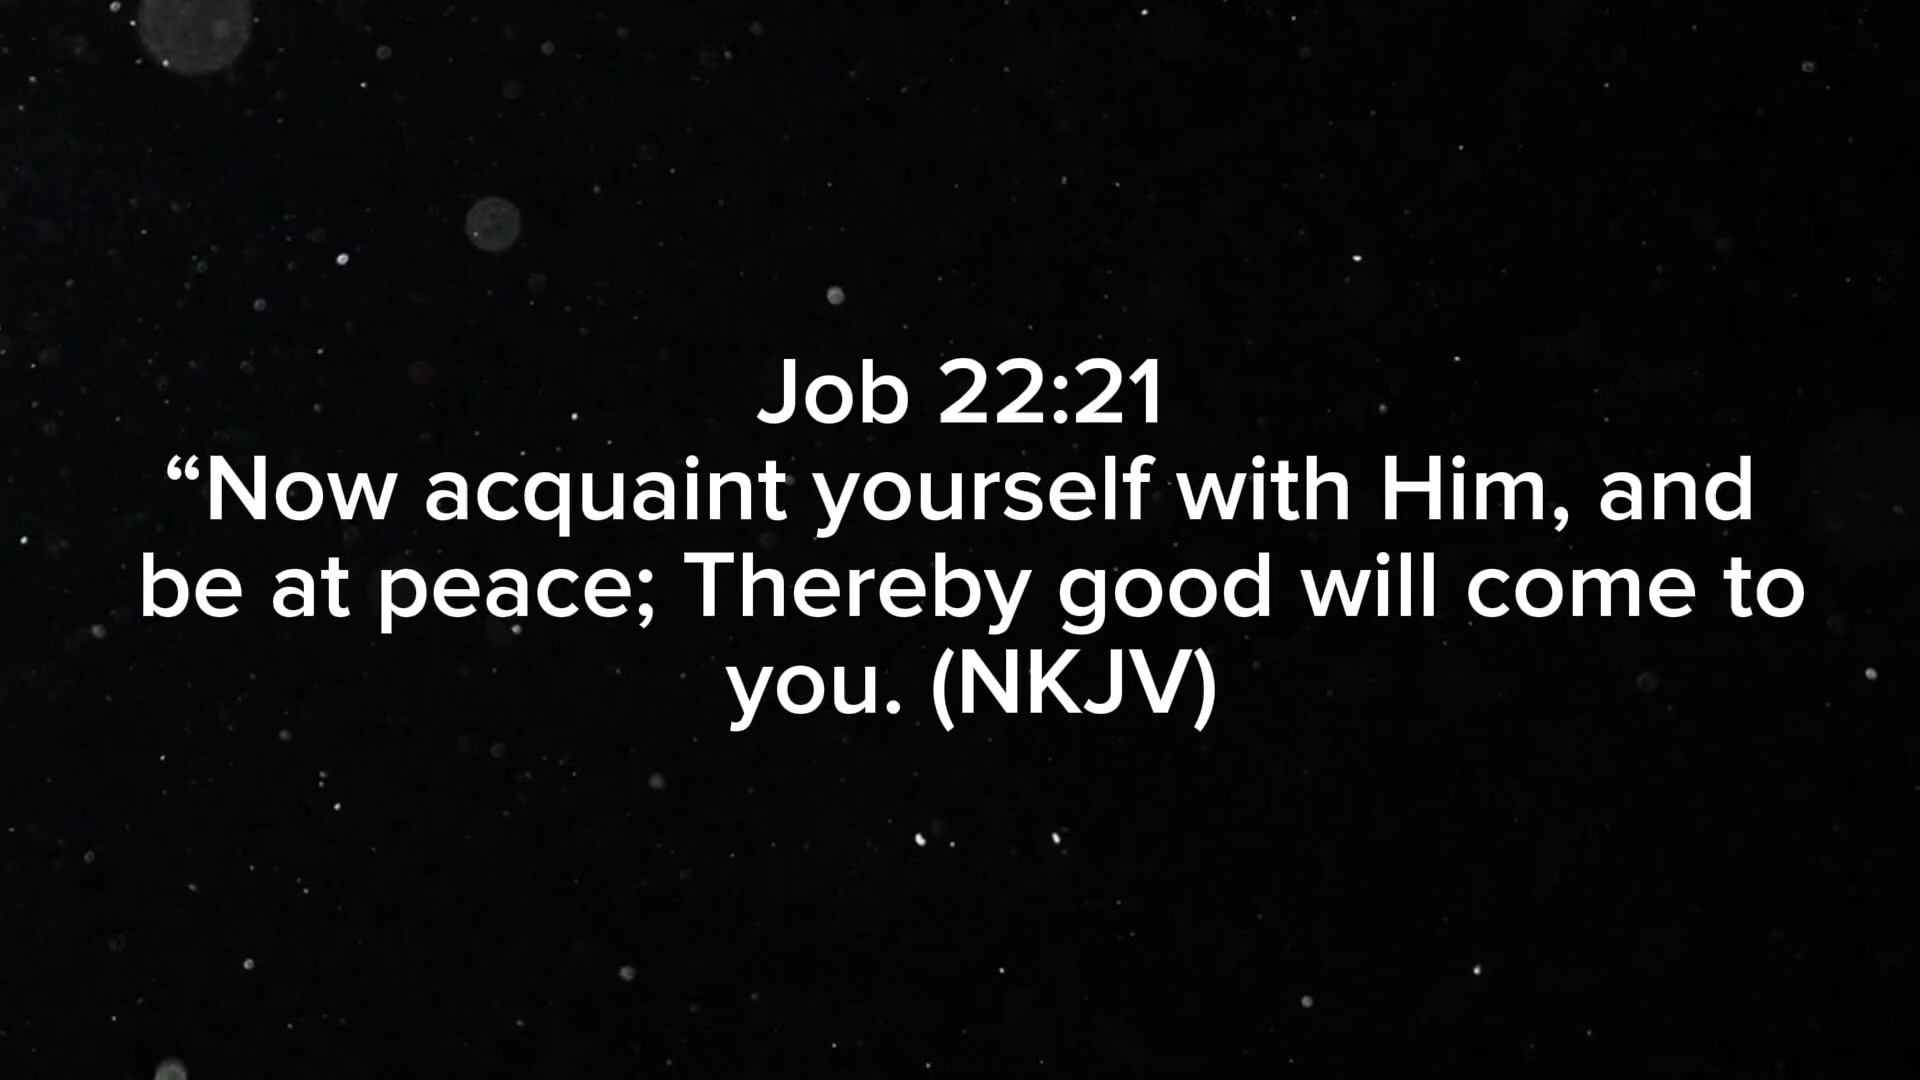 Job 22:21
“Now acquaint yourself with Him, and
be at peace; Thereby good will come to
you. (NKJV)